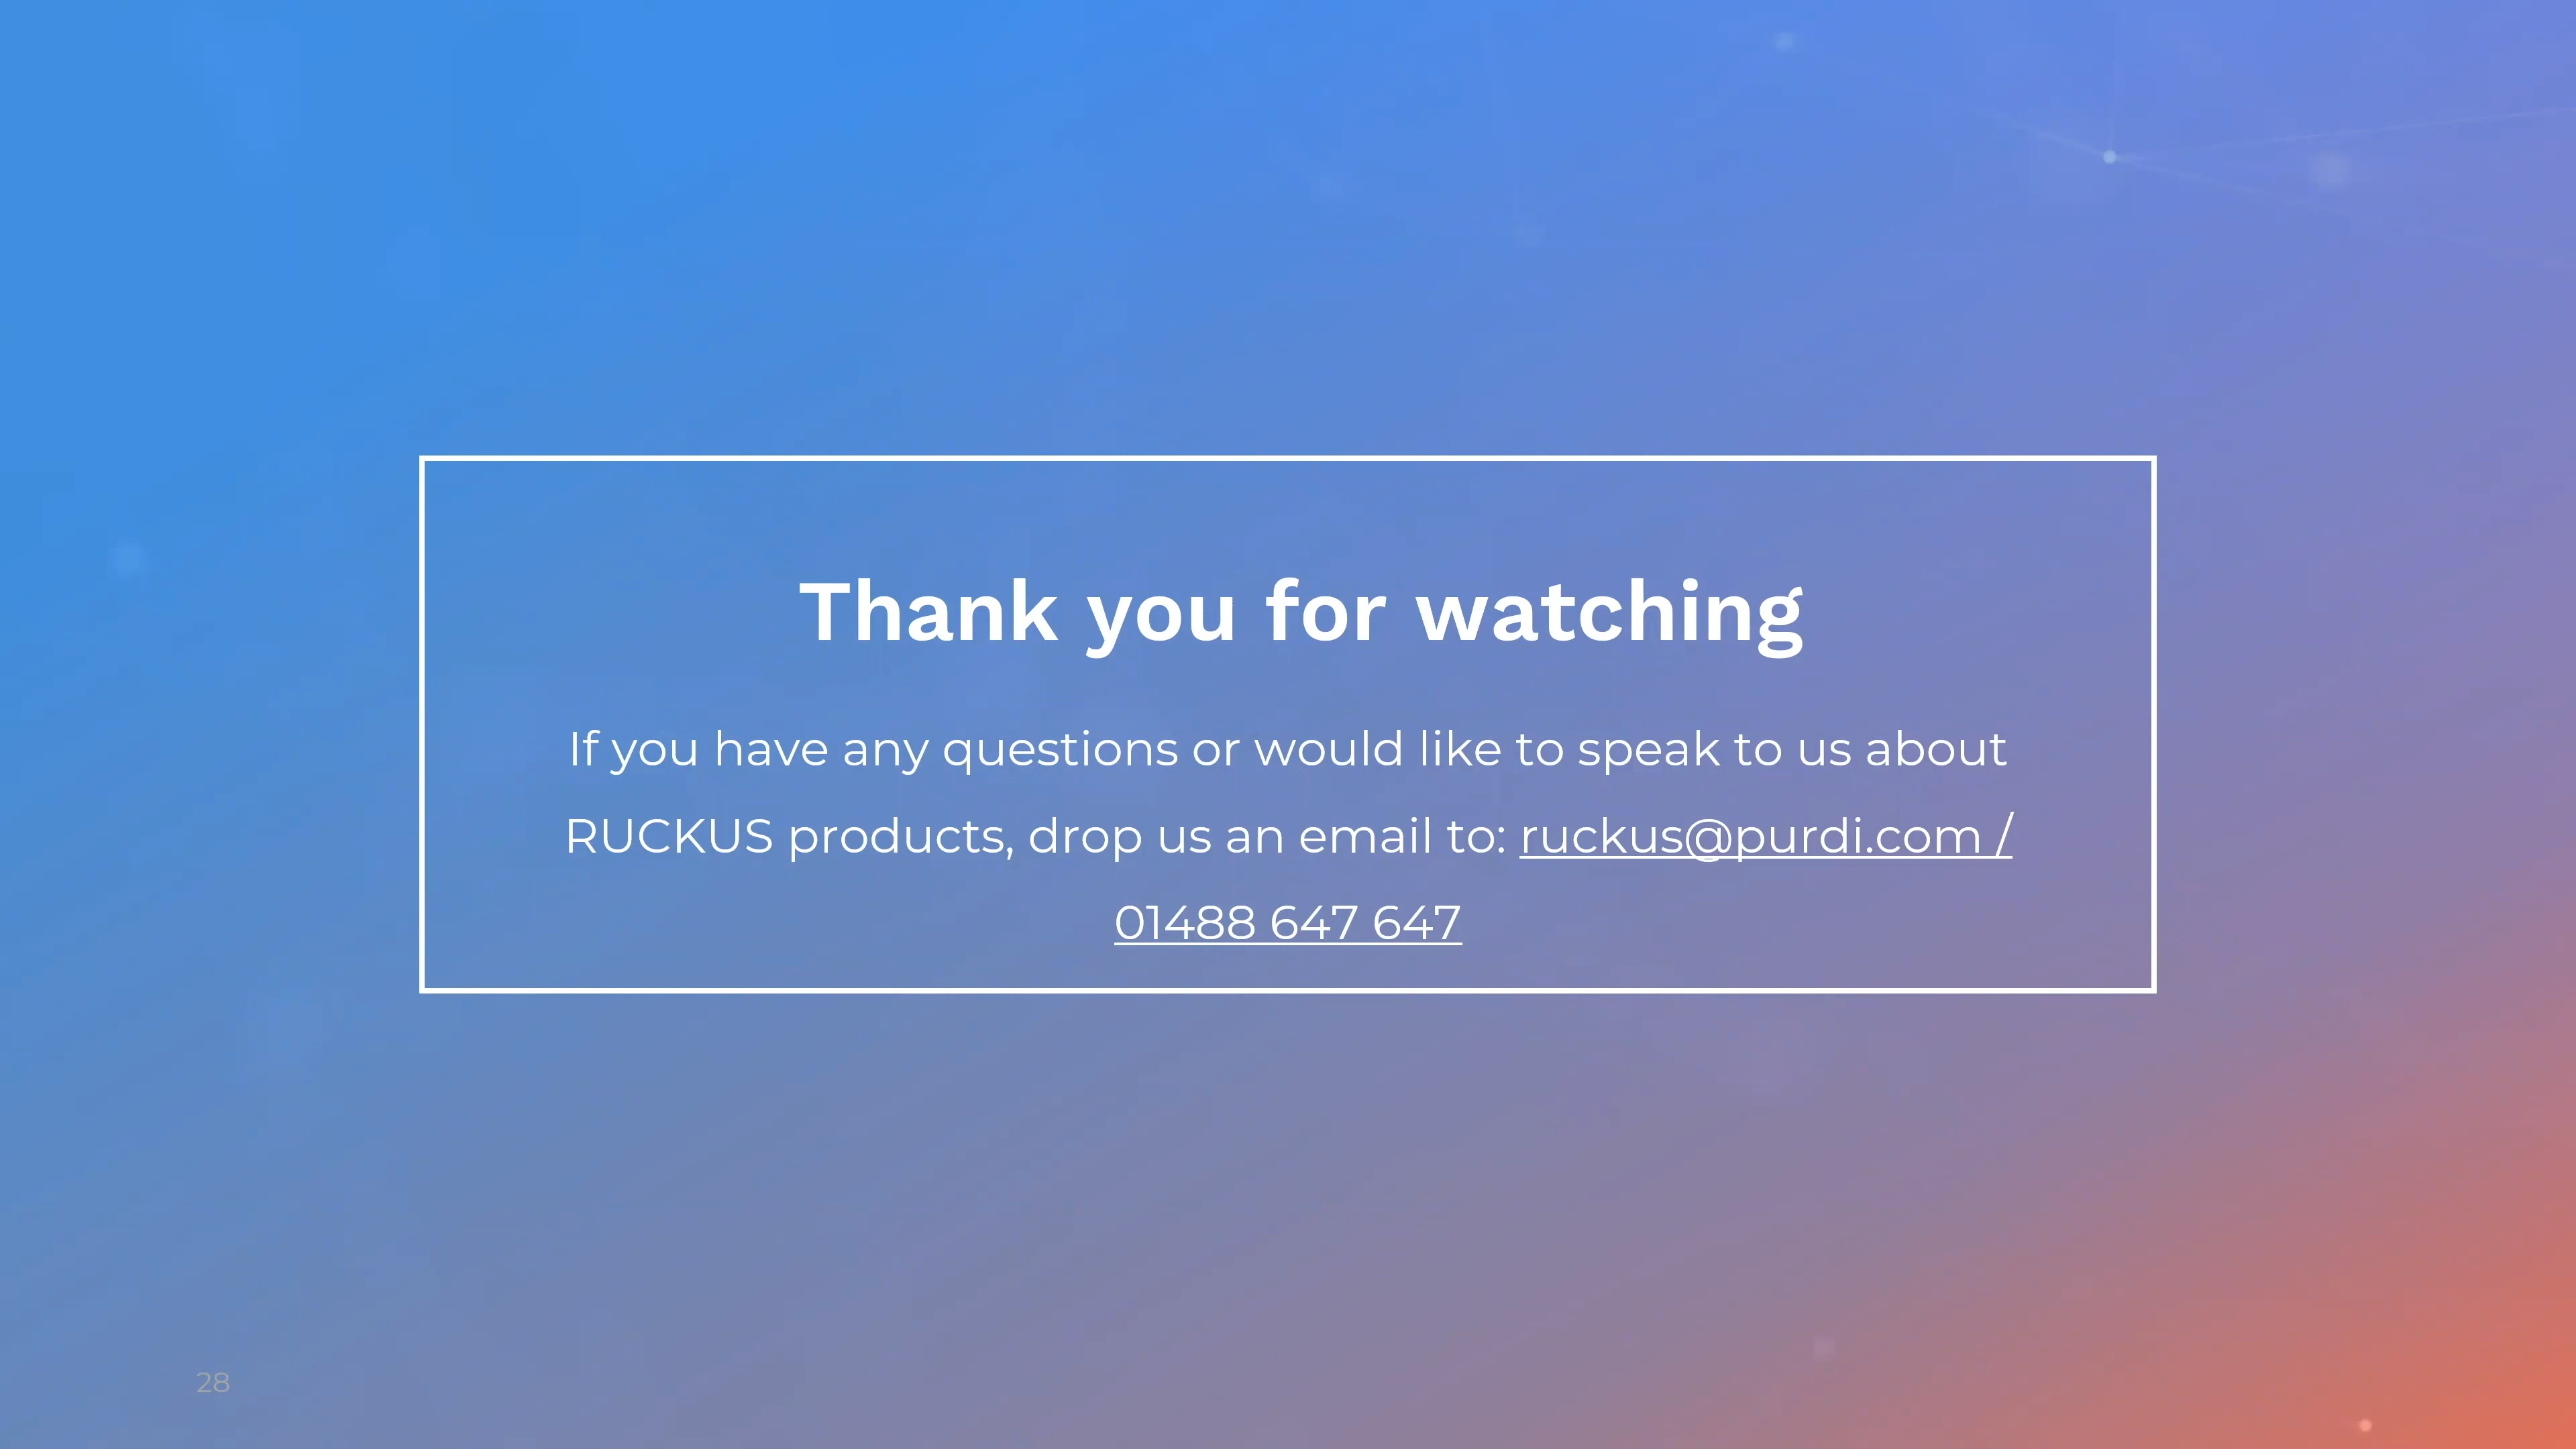 Thank you for watching
If you have any questions or would like to speak to us about
RUCKUS products, drop us an email to: ruckus@purdi.com /
01488 647 647
28